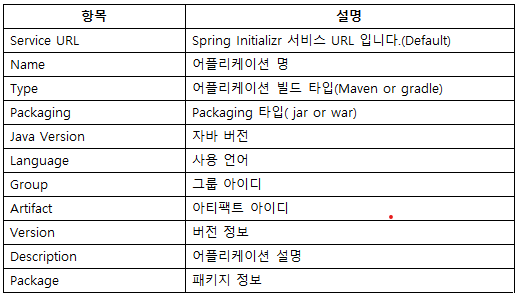 항목 설명
Service URL Spring Initializr 서비스 URL 입니다.(Default)
Name 어플리케이션 명
Type 어플리케이션 빌드 타입(Maven or gradle)
Packaging Packaging 타입( jar or war)
Java Version 자바 버전
Language 사용 언어
Group 그룹 아이디
Artifact 아티팩트 아이디
Version 버전 정보
Description 어플리케이션 설명
Package 패키지 정보